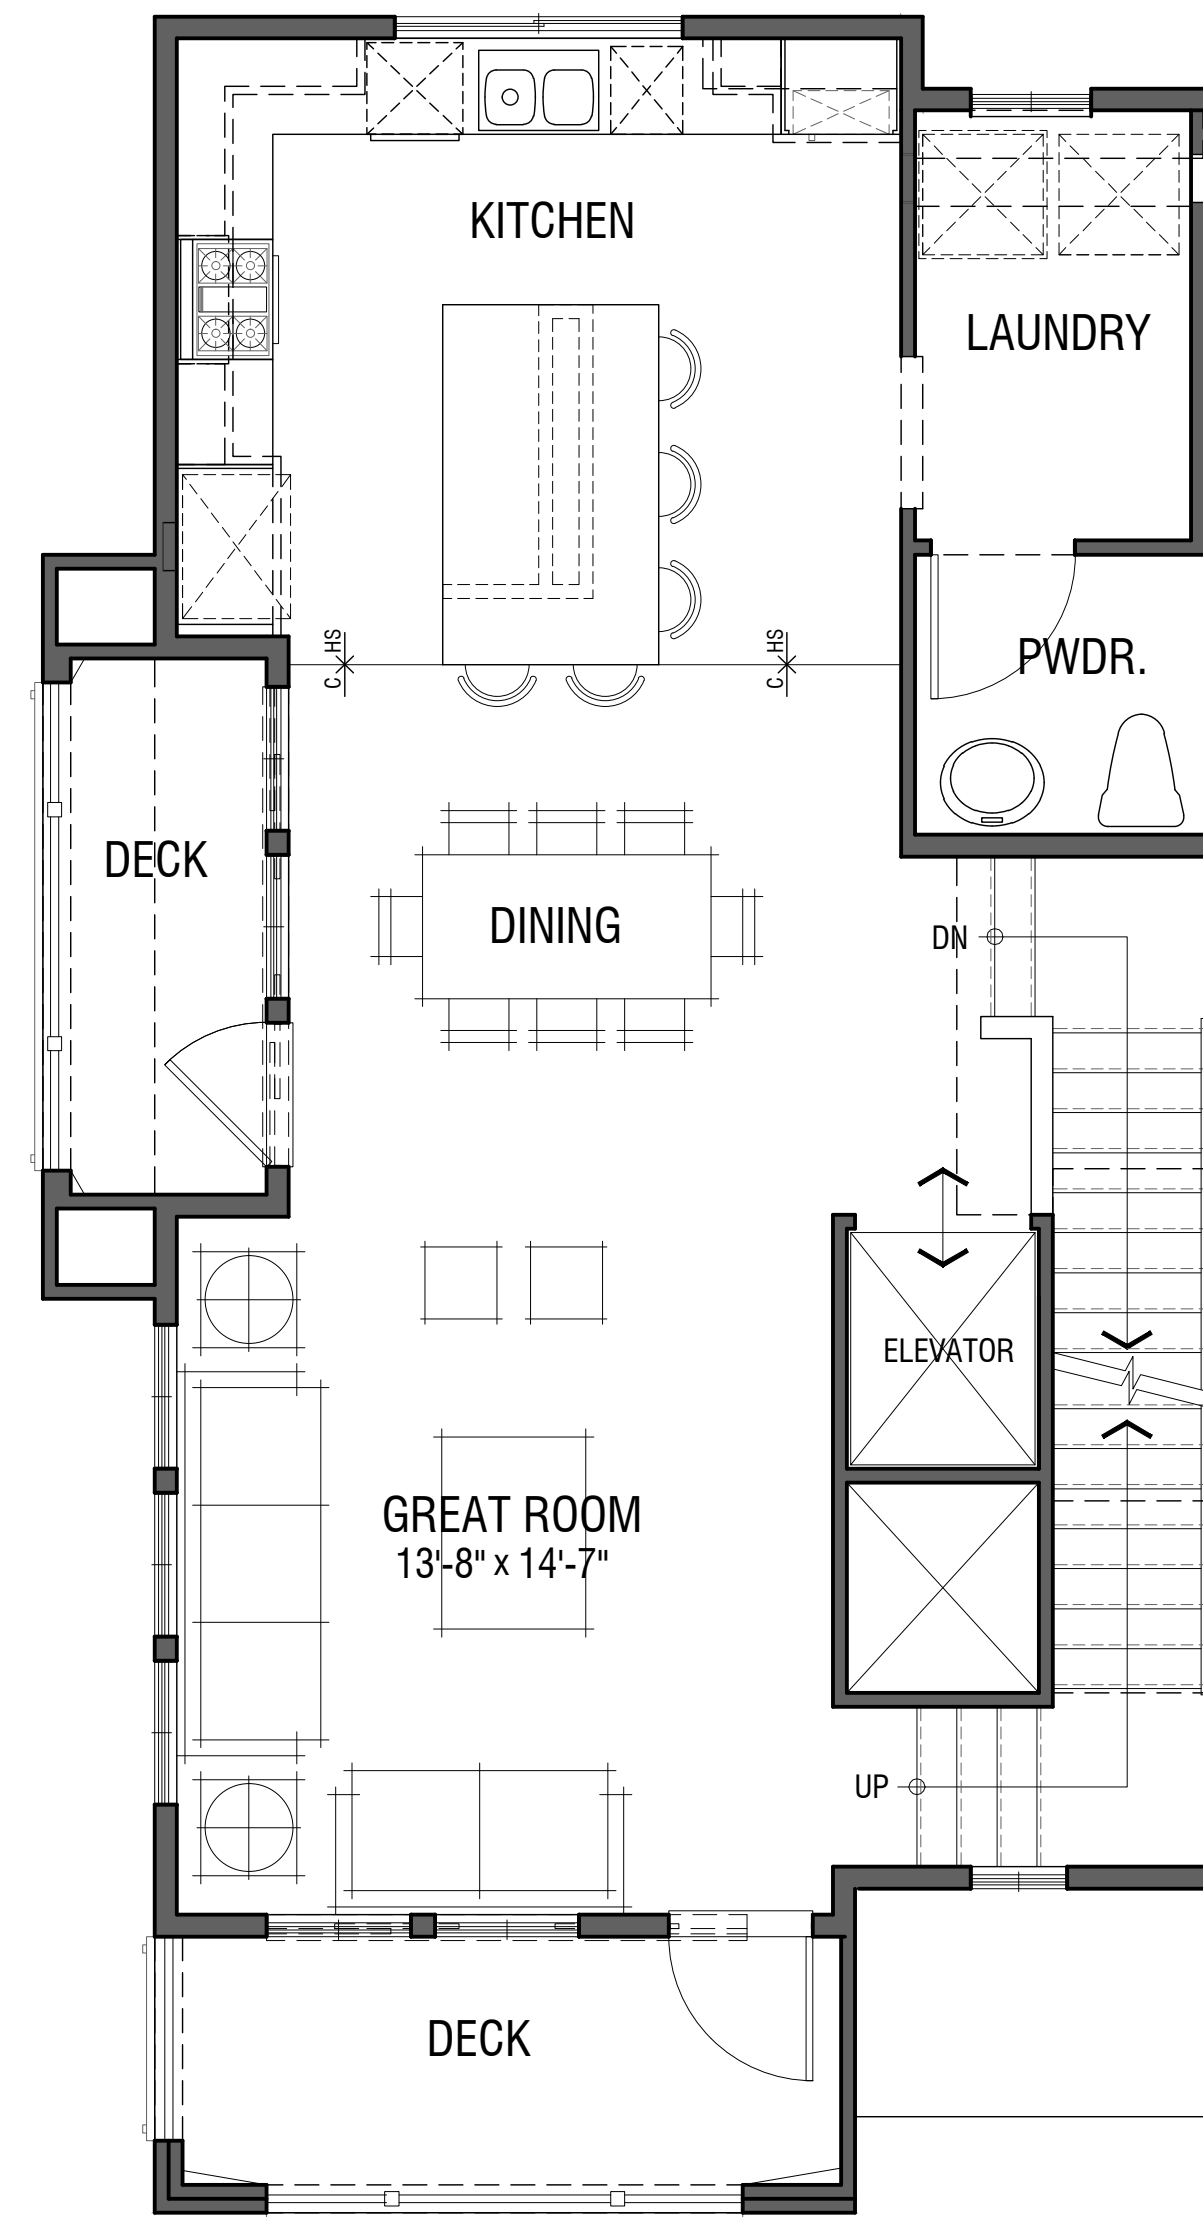 KITCHEN
LAUNDRY
HS
C
HS
C
PWDR.
DECK
DINING
DN
ELEVATOR
GREAT ROOM
13'-8" x 14'-7"
UP
DECK